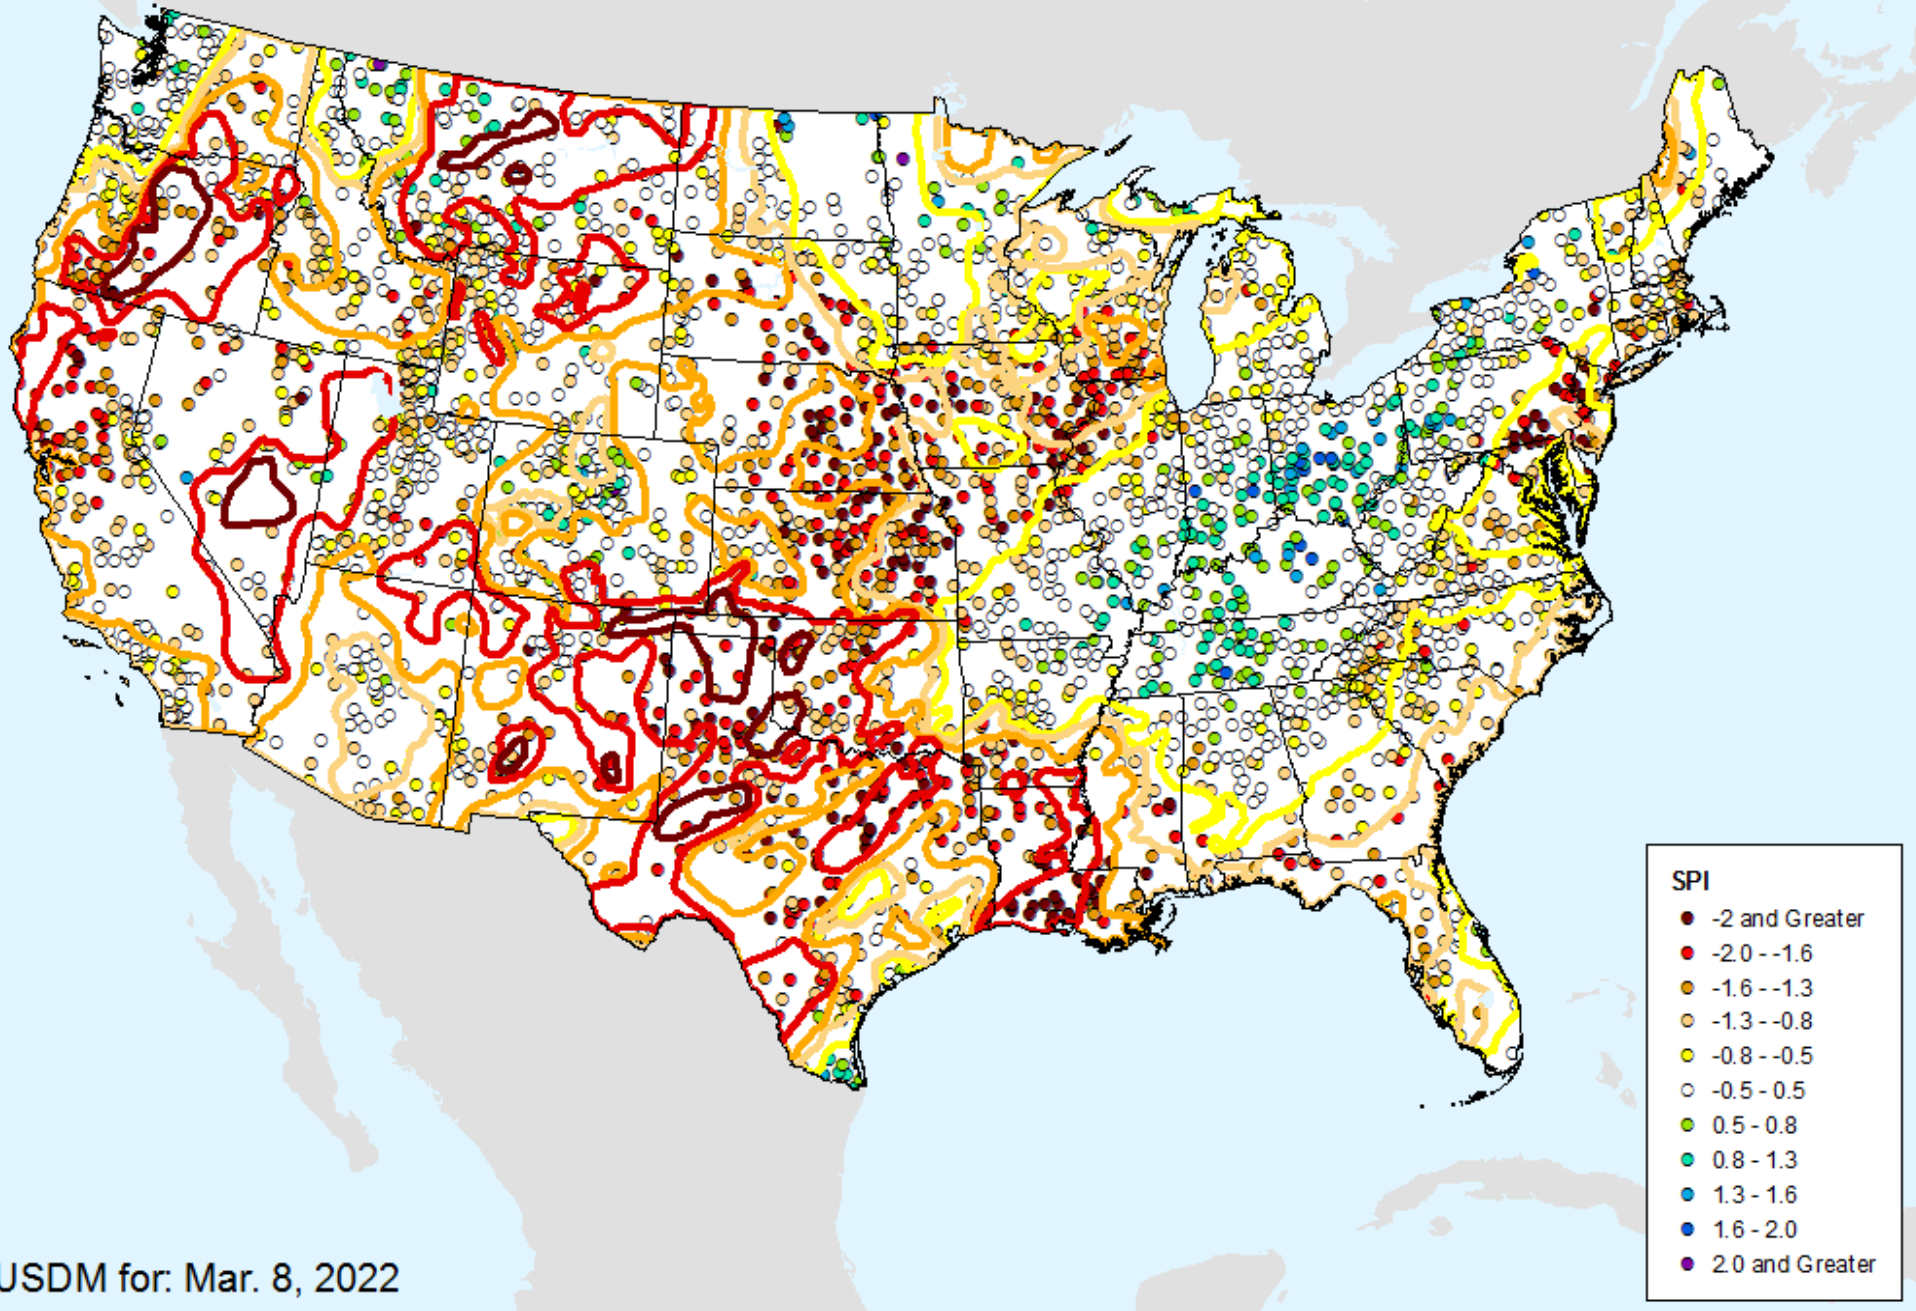 SPI
-2 and Greater
-2.0 - -1.6
-1.6 - -1.3
-1.3 - -0.8
-0.8 - -0.5
-0.5 - 0.5
0.5 - 0.8
0.8 - 1.3
1.3 - 1.6
1.6 - 2.0
2.0 and Greater
USDM for: Mar. 8, 2022